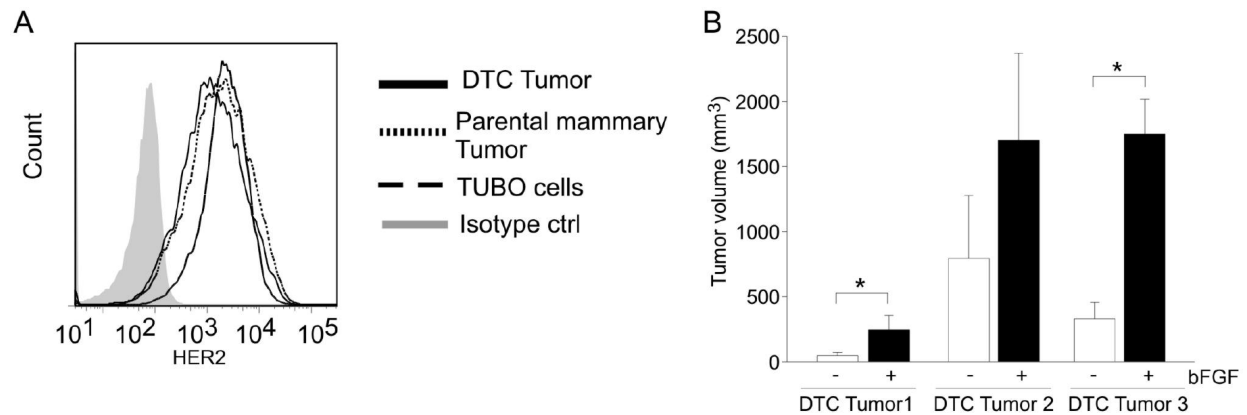 A
Count
10¹ 10² 10³ 10⁴ 10⁵
HER2
DTC Tumor
Parental mammary
Tumor
TUBO cells
Isotype ctrl
B
Tumor volume (mm³)
2500
2000
1500
1000
500
0
* *
- + - + - + bFGF
DTC Tumor1 DTC Tumor 2 DTC Tumor 3